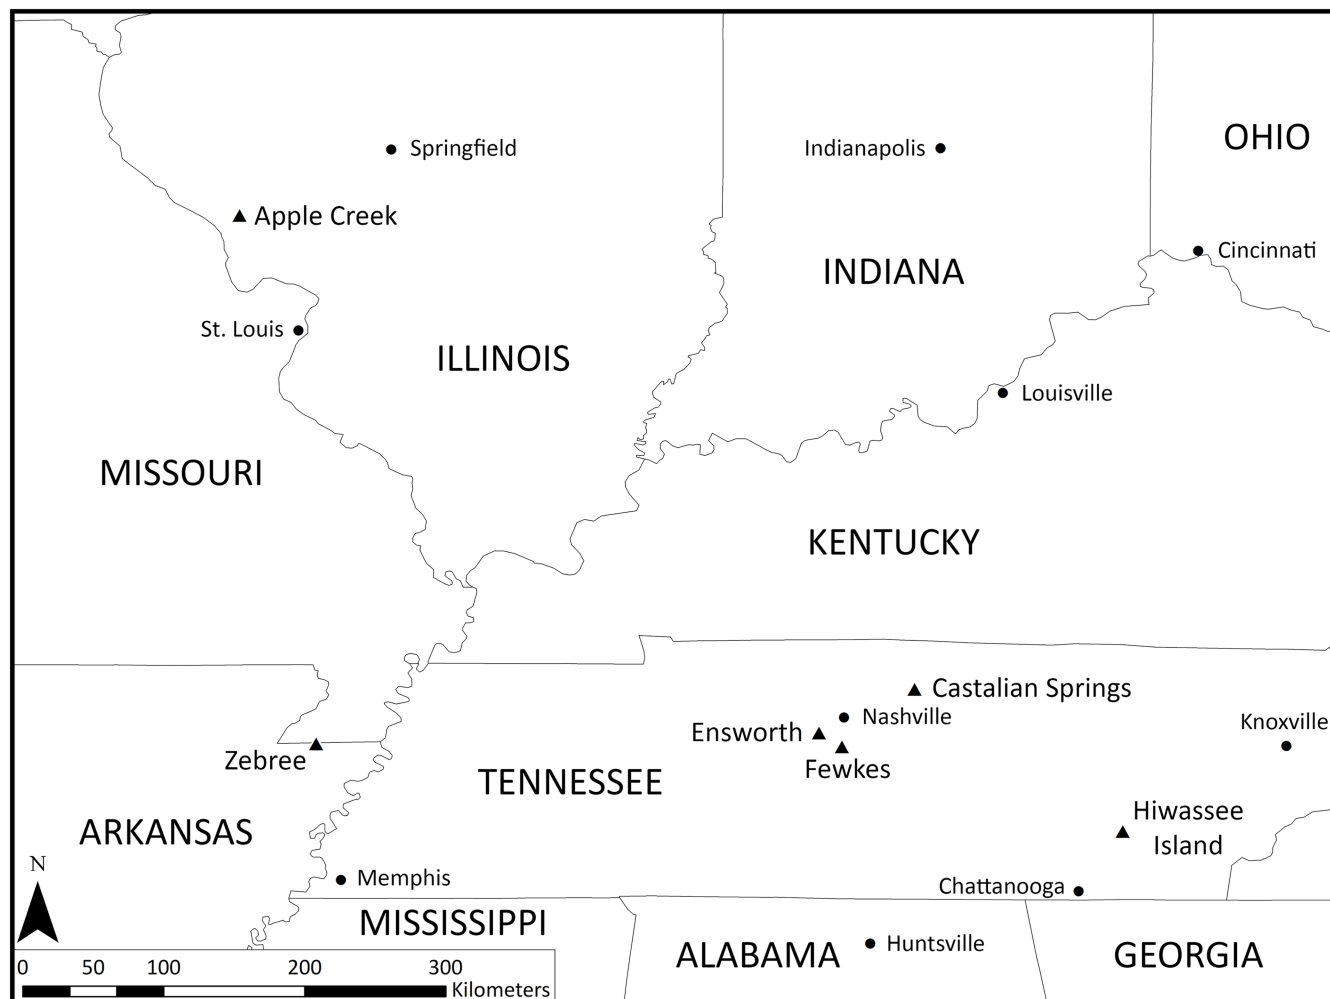 OHIO
Springfield
Indianapolis
Apple Creek
Cincinnati
INDIANA
St. Louis
ILLINOIS
Louisville
MISSOURI
KENTUCKY
Castalian Springs
Nashville
Knoxville
Ensworth
Zebree
Fewkes
TENNESSEE
Hiwassee
Island
ARKANSAS
N
Memphis
Chattanooga
MISSISSIPPI
Huntsville
ALABAMA
GEORGIA
0 50 100 200 300
Kilometers